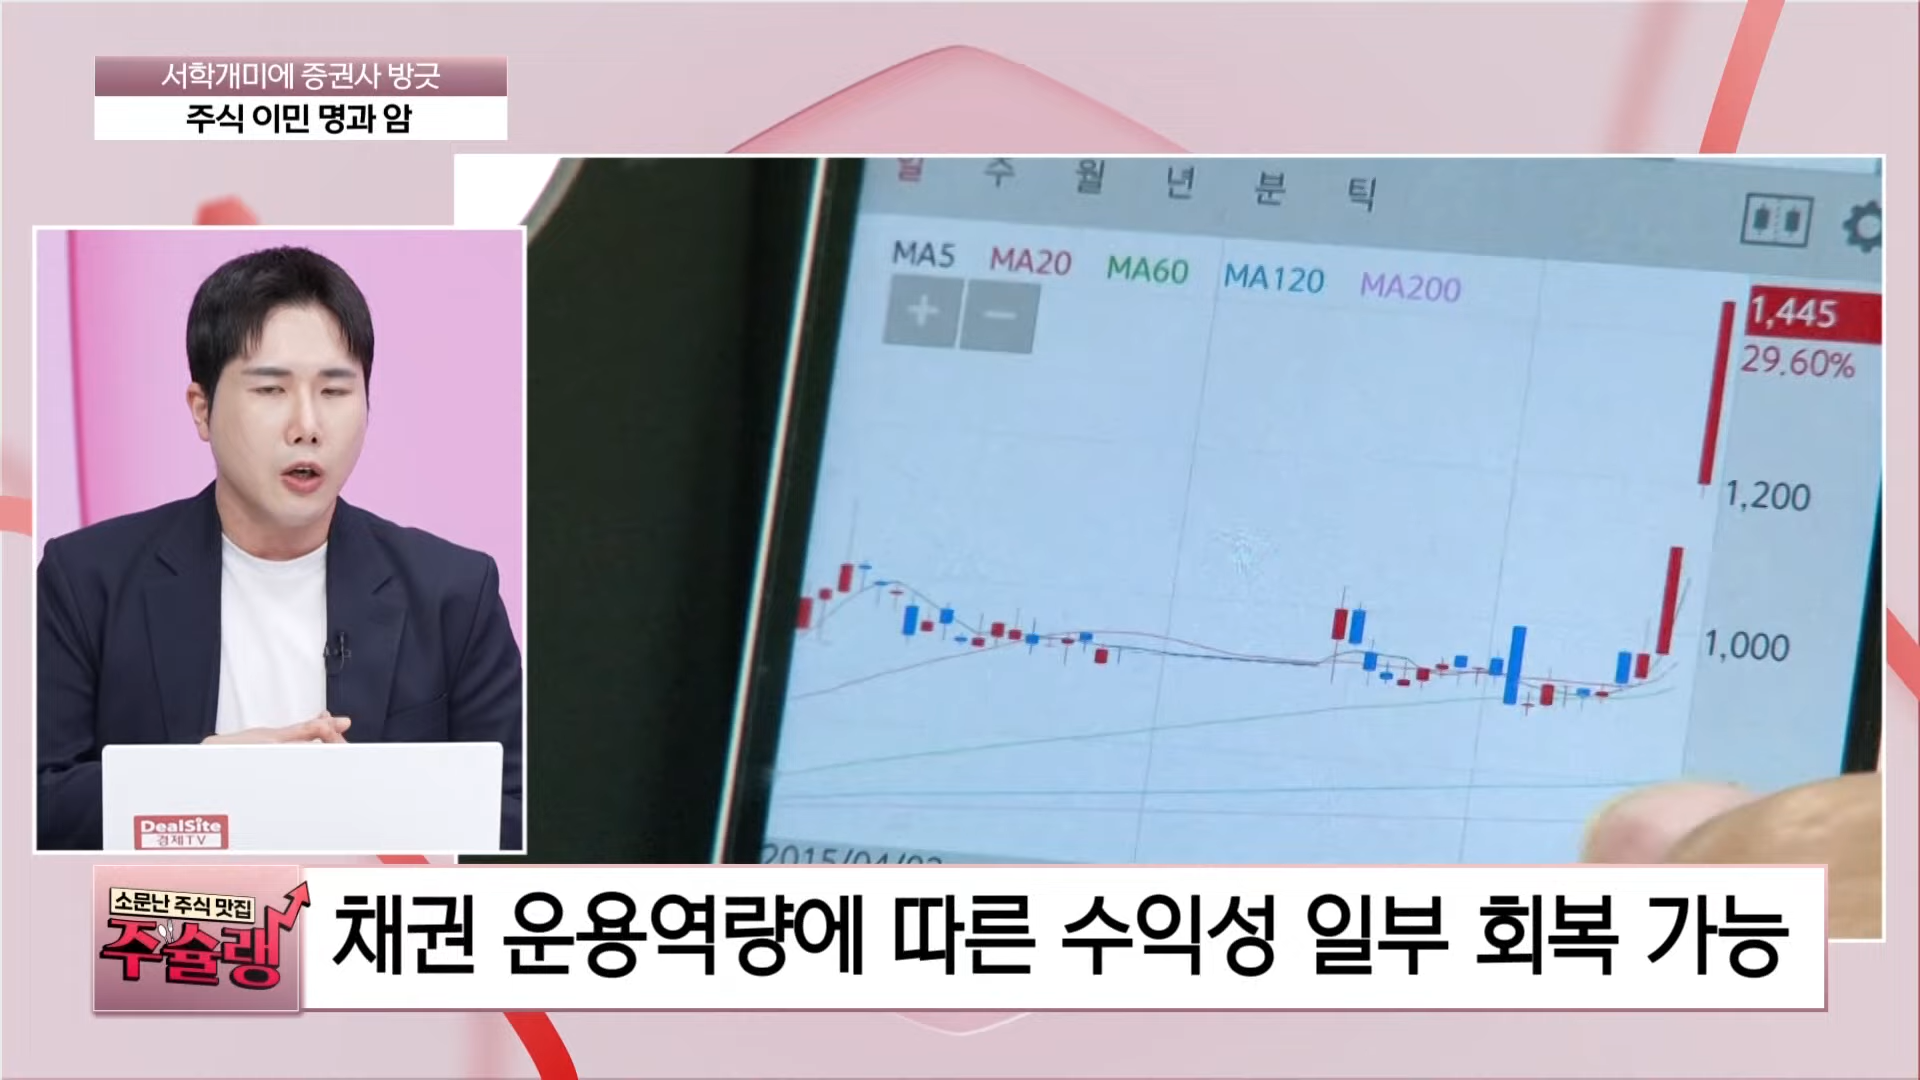 서학개미에 증권사 방긋
주식 이민 명과 암
일 주 월 년 분 틱
MA5 MA20 MA60 MA120 MA200
+ −
1,445
29.60%
1,200
1,000
2015/04/02
DealSite
경제TV
소문난 주식 맛집
주슐랭
채권 운용역량에 따른 수익성 일부 회복 가능